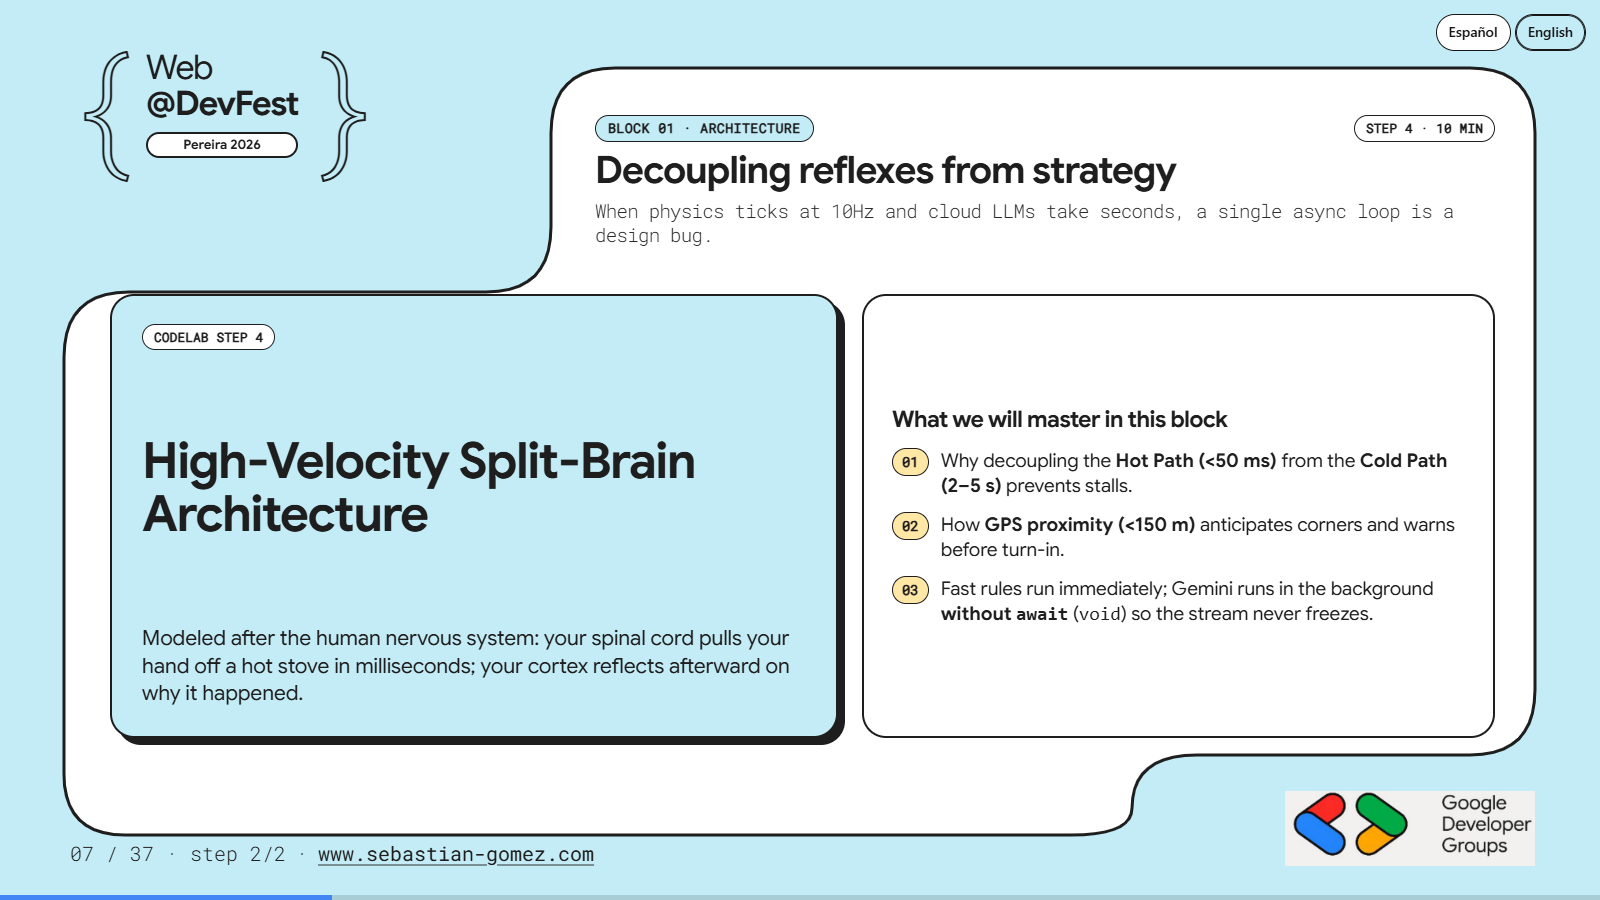 Español English
Web
@DevFest
Pereira 2026
BLOCK 01 · ARCHITECTURE
STEP 4 · 10 MIN
Decoupling reflexes from strategy
When physics ticks at 10Hz and cloud LLMs take seconds, a single async loop is a
design bug.
CODELAB STEP 4
High-Velocity Split-Brain
Architecture
Modeled after the human nervous system: your spinal cord pulls your
hand off a hot stove in milliseconds; your cortex reflects afterward on
why it happened.
What we will master in this block
01 Why decoupling the Hot Path (<50 ms) from the Cold Path
(2–5 s) prevents stalls.
02 How GPS proximity (<150 m) anticipates corners and warns
before turn-in.
03 Fast rules run immediately; Gemini runs in the background
without await (void) so the stream never freezes.
07 / 37 · step 2/2 · www.sebastian-gomez.com
Google
Developer
Groups